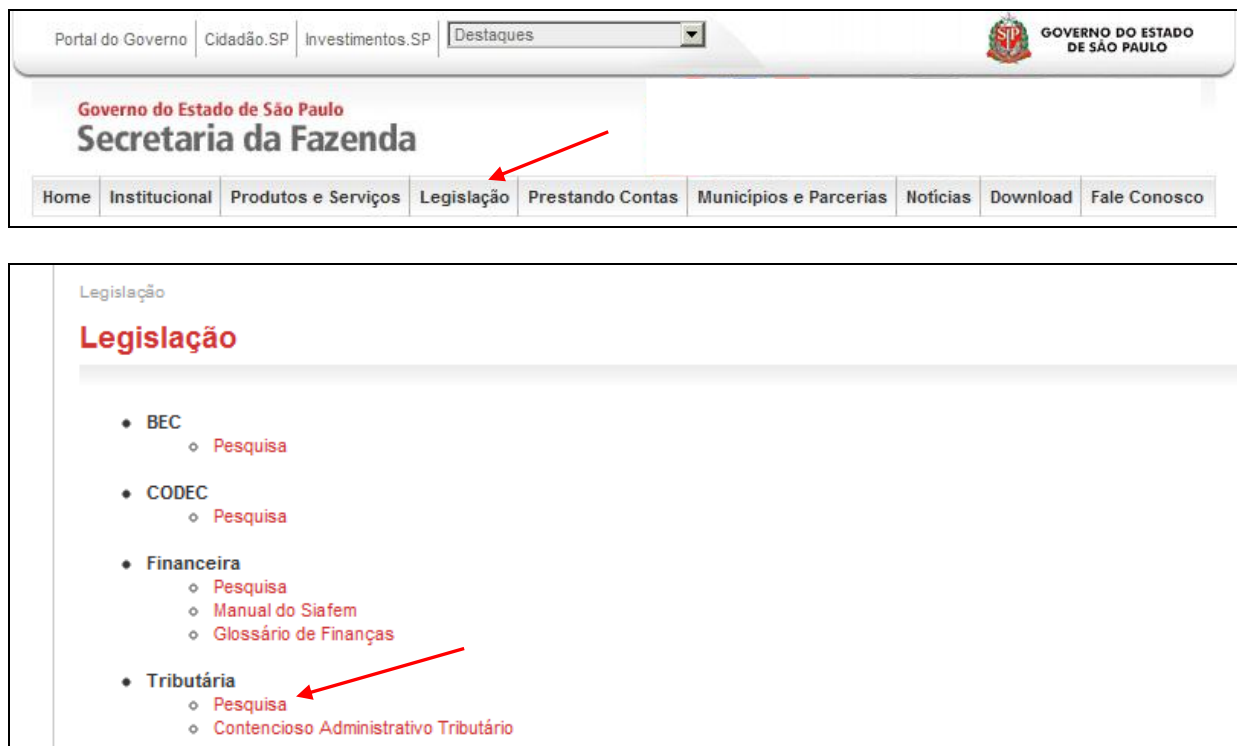 Portal do Governo Cidadão.SP Investimentos.SP Destaques GOVERNO DO ESTADO
DE SÃO PAULO
Governo do Estado de São Paulo
Secretaria da Fazenda
Home Institucional Produtos e Serviços Legislação Prestando Contas Municípios e Parcerias Notícias Download Fale Conosco
Legislação
Legislação
BEC
Pesquisa
CODEC
Pesquisa
Financeira
Pesquisa
Manual do Siafem
Glossário de Finanças
Tributária
Pesquisa
Contencioso Administrativo Tributário